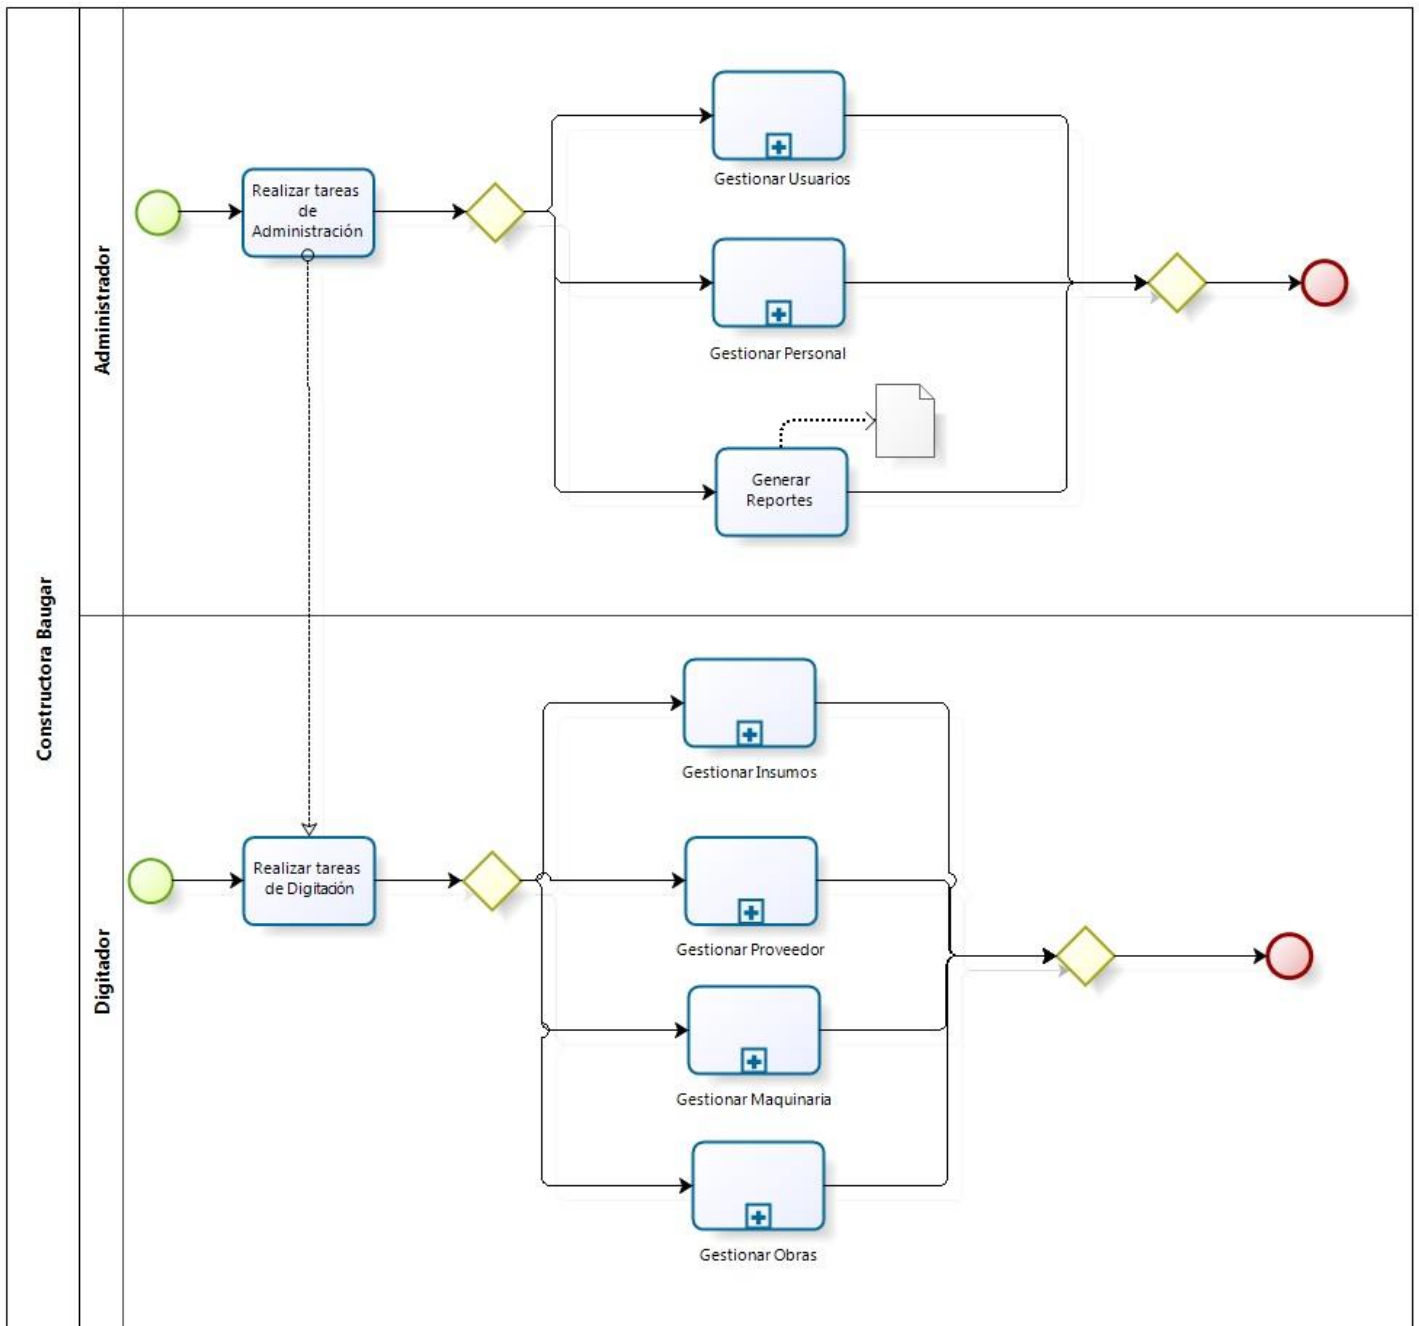 Constructora Baugar
Administrador
Realizar tareas
de
Administración
Gestionar Usuarios
Gestionar Personal
Generar
Reportes
Digitador
Realizar tareas
de Digitación
Gestionar Insumos
Gestionar Proveedor
Gestionar Maquinaria
Gestionar Obras